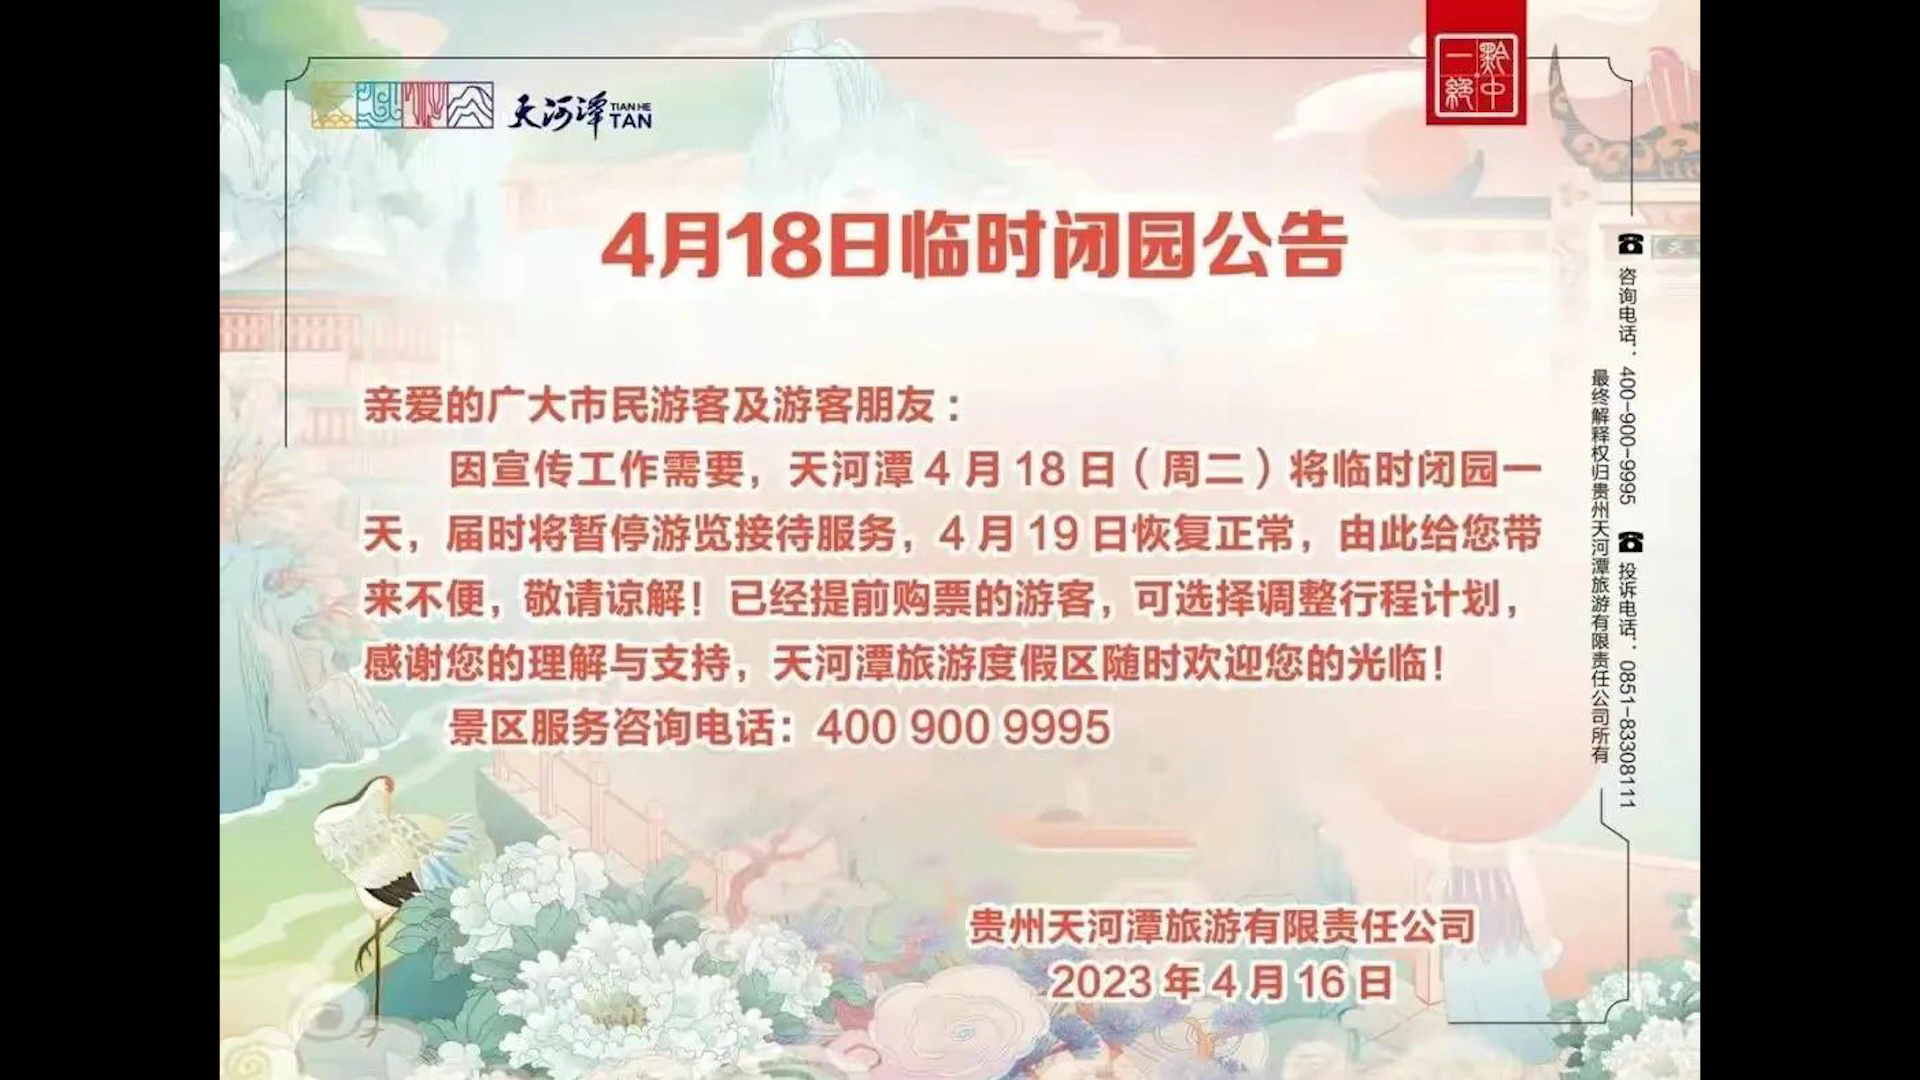 天河潭 TIAN HE TAN
黔中一绝
4月18日临时闭园公告
亲爱的广大市民游客及游客朋友：
因宣传工作需要，天河潭4月18日（周二）将临时闭园一
天，届时将暂停游览接待服务，4月19日恢复正常，由此给您带
来不便，敬请谅解！已经提前购票的游客，可选择调整行程计划，
感谢您的理解与支持，天河潭旅游度假区随时欢迎您的光临！
景区服务咨询电话：400 900 9995
贵州天河潭旅游有限责任公司
2023年4月16日
☎ 咨询电话：400-900-9995 ☎ 投诉电话：0851-83308111
最终解释权归贵州天河潭旅游有限责任公司所有